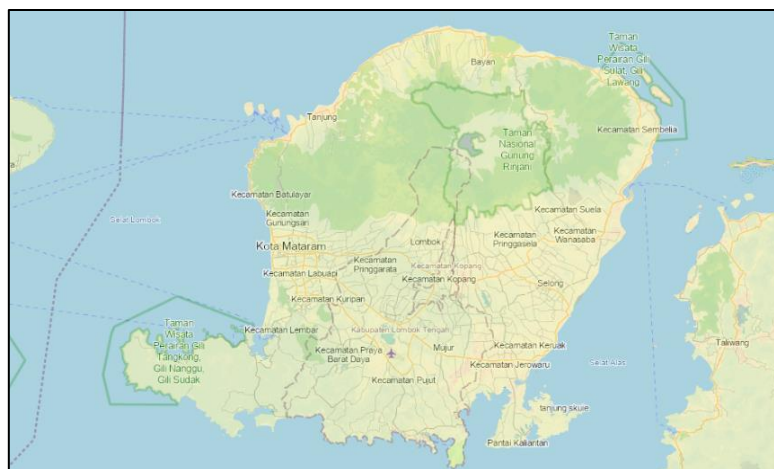 Taman
Wisata
Perairan Gili
Sulat, Gili
Lawang
Bayan
Tanjung
Kecamatan Sembelia
Taman
Nasional
Gunung
Rinjani
Kecamatan Batulayar
Kecamatan Suela
Kecamatan
Gunungsari
Selat Lombok
Kecamatan
Pringgasela
Kecamatan
Wanasaba
Kota Mataram
Lombok
Kecamatan
Pringgarata
Kecamatan Kopang
Kecamatan Labuapi
Kecamatan Kopang
Selong
Kecamatan Kuripan
Taman
Wisata
Perairan Gili
Tangkong,
Gili Nanggu,
Gili Sudak
Kecamatan Lembar
Kabupaten Lombok Tengah
Kecamatan Praya
Barat Daya
Mujur
Kecamatan Keruak
Taliwang
Kecamatan Jerowaru
Selat Alas
Kecamatan Pujut
tanjung skuie
Pantai Kaliantan